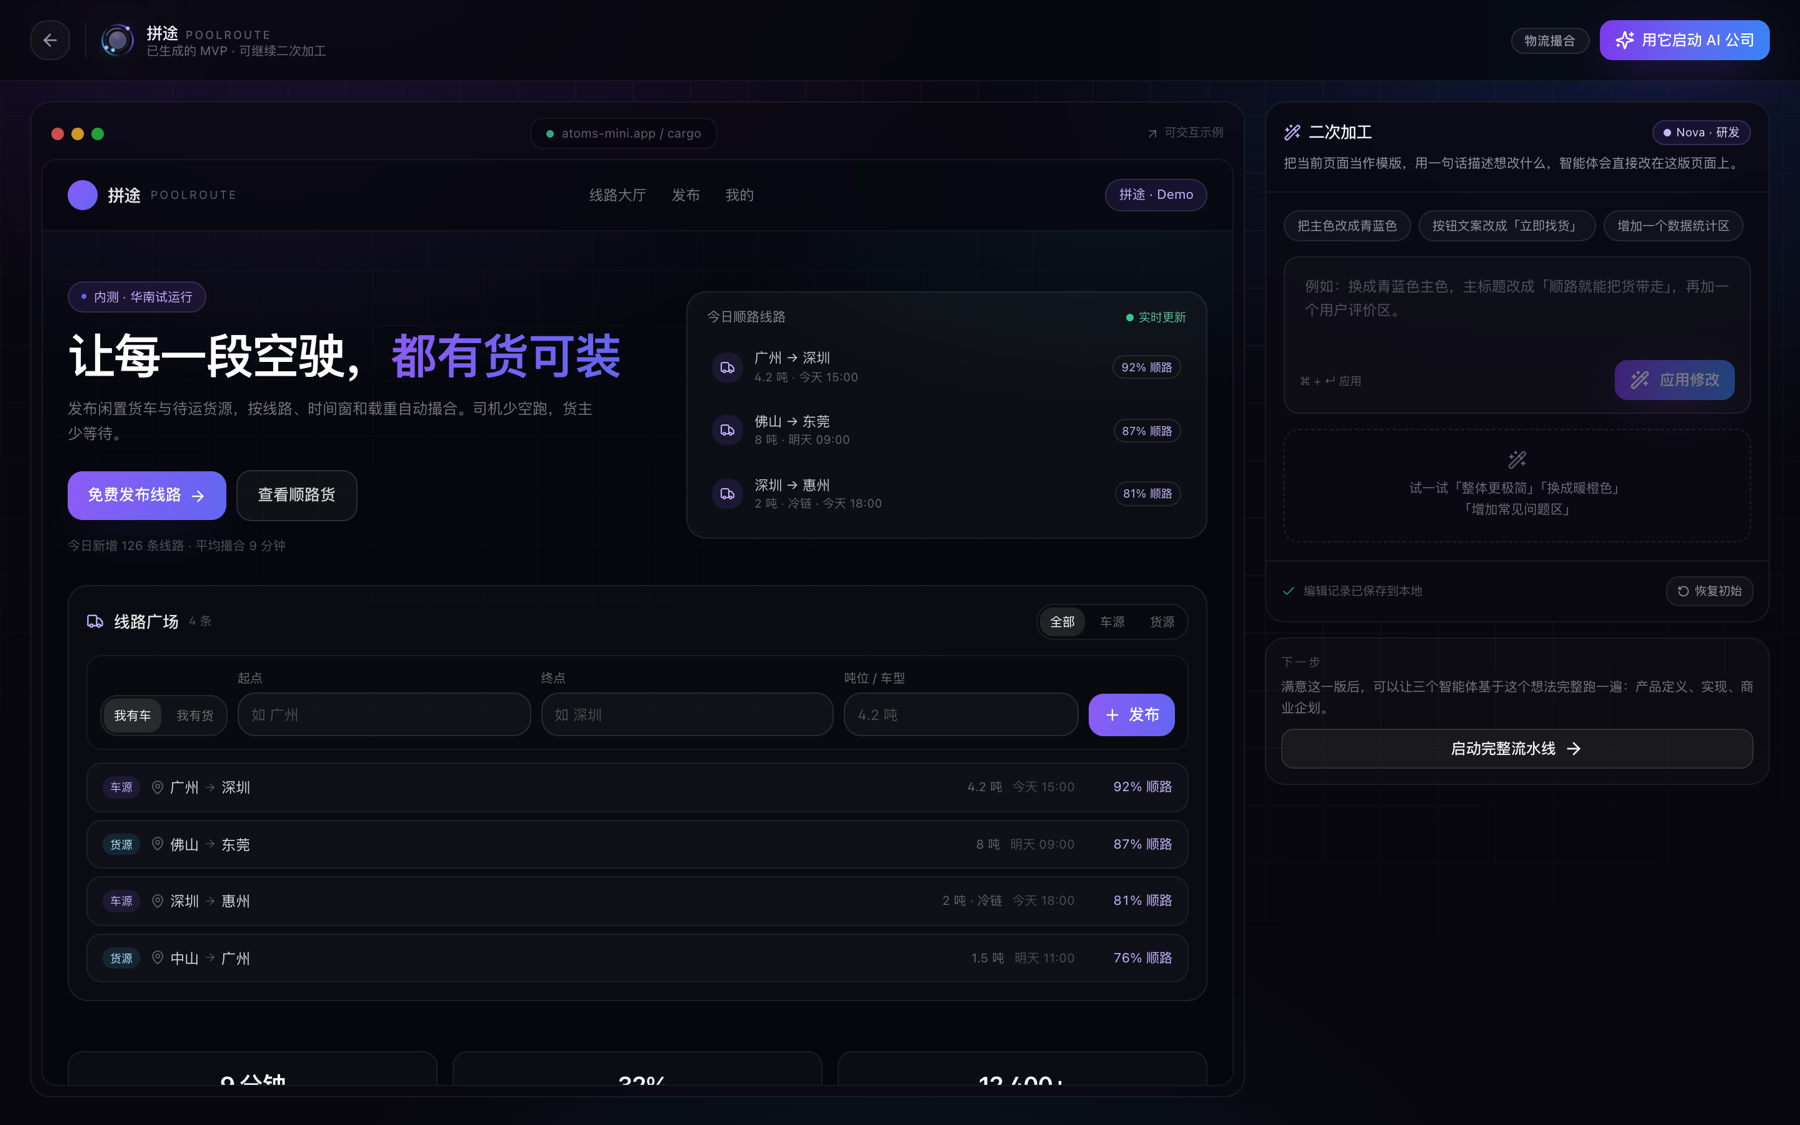 拼途 POOLROUTE
已生成的 MVP · 可继续二次加工
物流撮合
用它启动 AI 公司
atoms-mini.app / cargo
可交互示例
拼途 POOLROUTE
线路大厅 发布 我的
拼途 · Demo
内测 · 华南试运行
让每一段空驶，都有货可装
发布闲置货车与待运货源，按线路、时间窗和载重自动撮合。司机少空跑，货主
少等待。
免费发布线路 →
查看顺路货
今日新增 126 条线路 · 平均撮合 9 分钟
今日顺路线路
实时更新
广州 → 深圳
4.2 吨 · 今天 15:00
92% 顺路
佛山 → 东莞
8 吨 · 明天 09:00
87% 顺路
深圳 → 惠州
2 吨 · 冷链 · 今天 18:00
81% 顺路
线路广场 4 条
全部 车源 货源
我有车 我有货
起点
如 广州
终点
如 深圳
吨位 / 车型
4.2 吨
+ 发布
车源 广州 → 深圳 4.2 吨 今天 15:00 92% 顺路
货源 佛山 → 东莞 8 吨 明天 09:00 87% 顺路
车源 深圳 → 惠州 2 吨 · 冷链 今天 18:00 81% 顺路
货源 中山 → 广州 1.5 吨 明天 11:00 76% 顺路
9 分钟
32%
12,400+
二次加工
Nova · 研发
把当前页面当作模版，用一句话描述想改什么，智能体会直接改在这版页面上。
把主色改成青蓝色
按钮文案改成「立即找货」
增加一个数据统计区
例如：换成青蓝色主色，主标题改成「顺路就能把货带走」，再加一
个用户评价区。
⌘ + ↵ 应用
应用修改
试一试「整体更极简」「换成暖橙色」
「增加常见问题区」
编辑记录已保存到本地
恢复初始
下一步
满意这一版后，可以让三个智能体基于这个想法完整跑一遍：产品定义、实现、商
业企划。
启动完整流水线 →